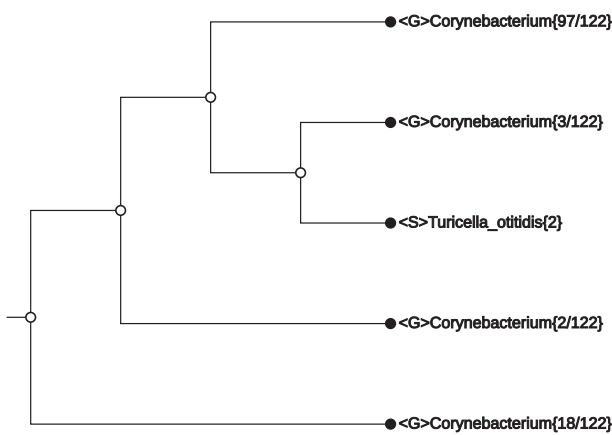 <G>Corynebacterium{97/122}
<G>Corynebacterium{3/122}
<S>Turicella_otitidis{2}
<G>Corynebacterium{2/122}
<G>Corynebacterium{18/122}